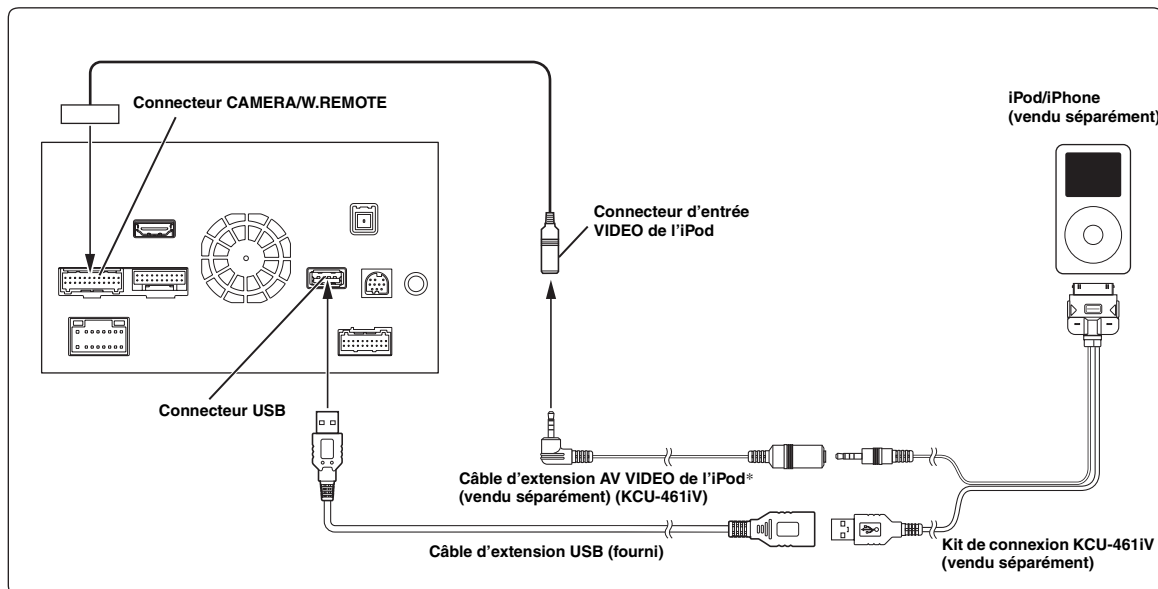 Connecteur CAMERA/W.REMOTE
iPod/iPhone
(vendu séparément)
Connecteur d'entrée
VIDEO de l'iPod
Connecteur USB
Câble d'extension AV VIDEO de l'iPod*
(vendu séparément) (KCU-461iV)
Câble d'extension USB (fourni)
Kit de connexion KCU-461iV
(vendu séparément)